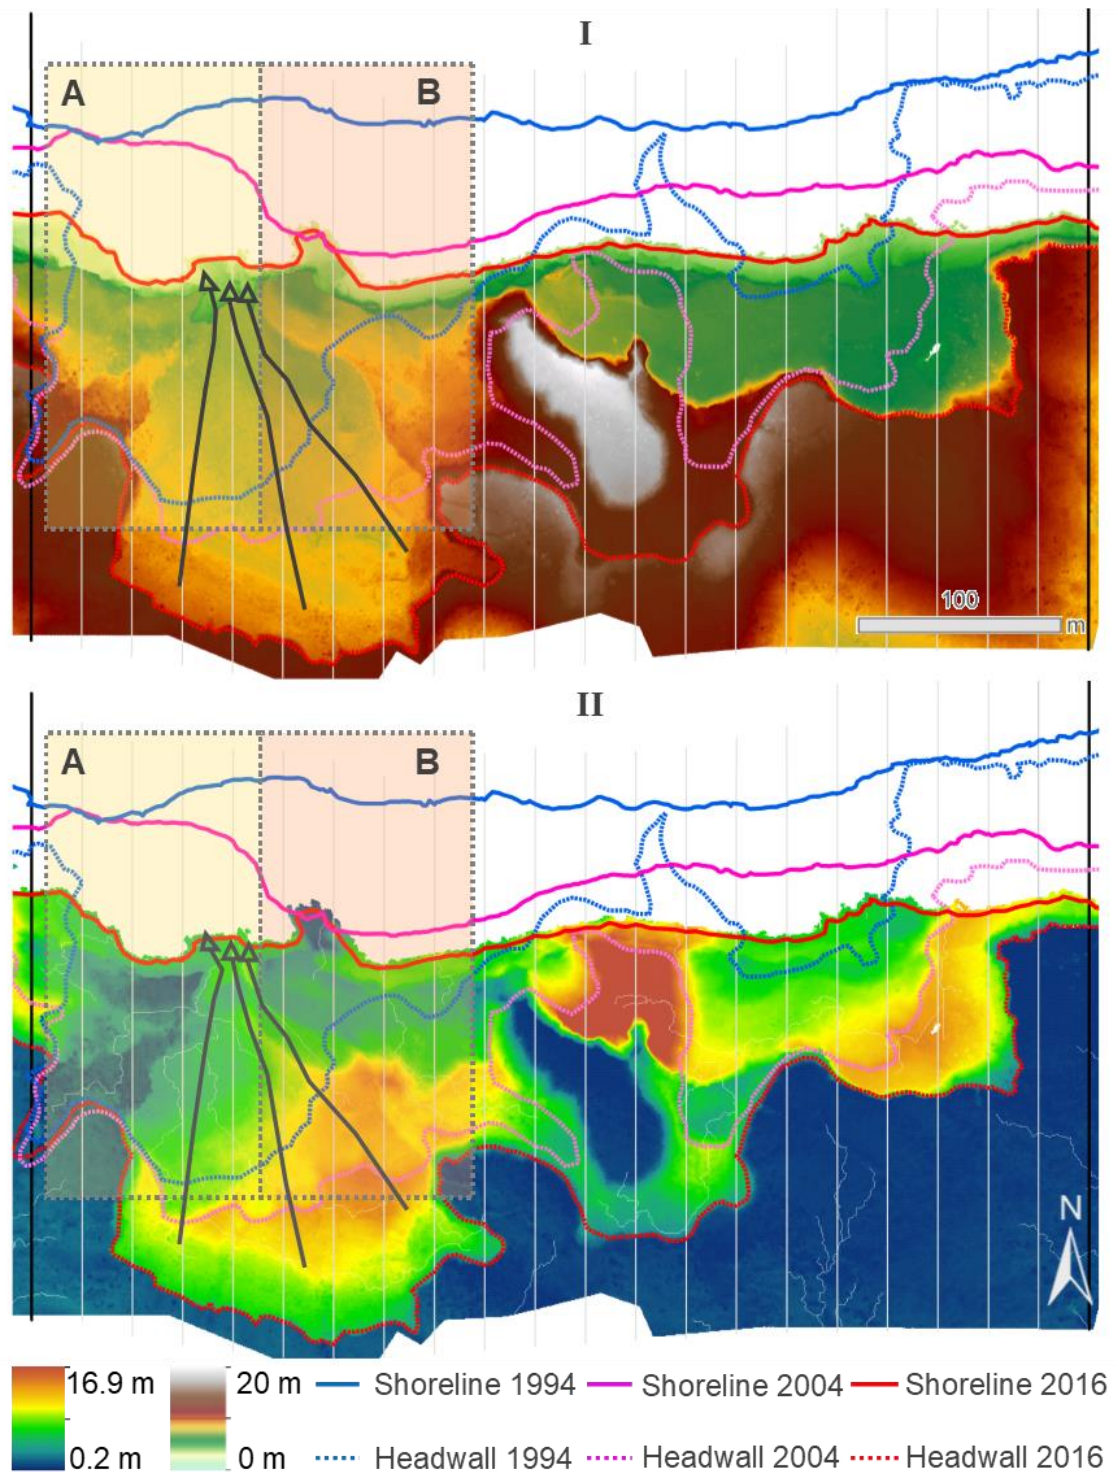 I
A B
100
m
II
A B
N
16.9 m 20 m Shoreline 1994 Shoreline 2004 Shoreline 2016
0.2 m 0 m Headwall 1994 Headwall 2004 Headwall 2016